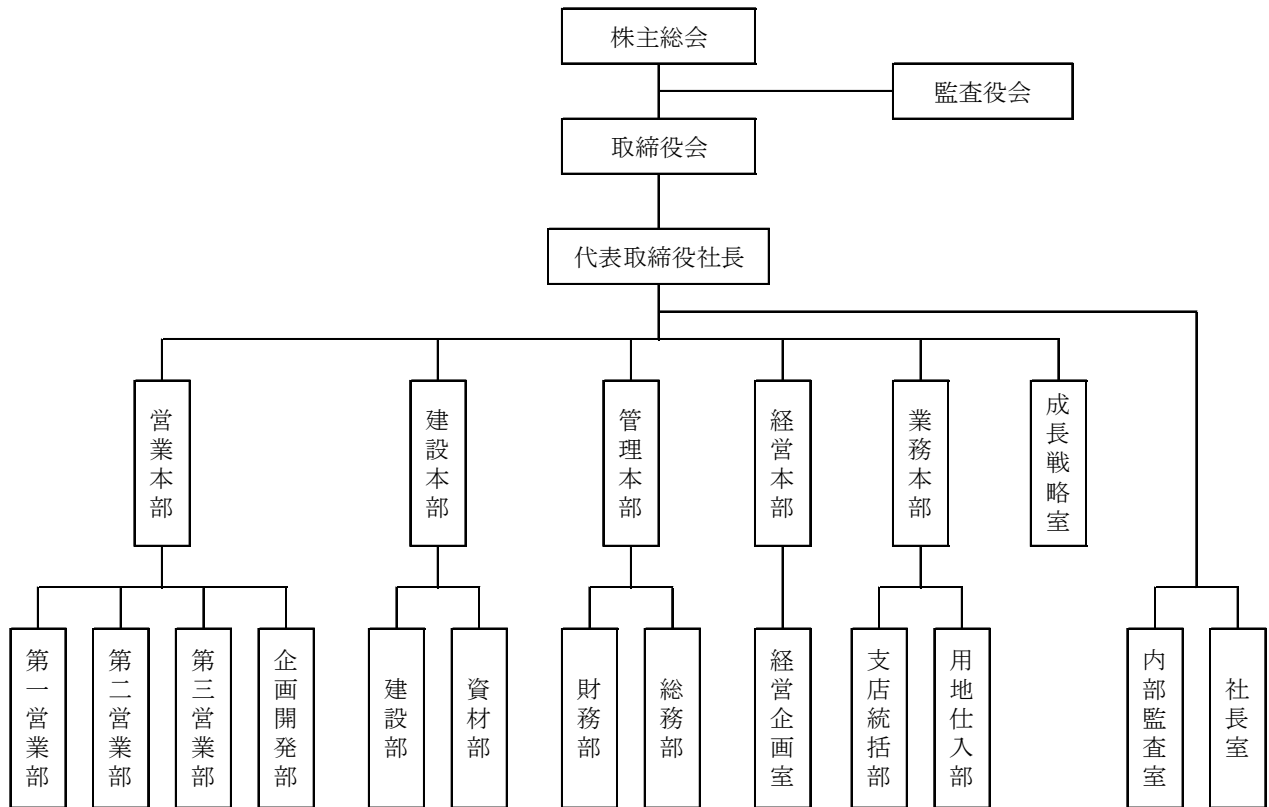 株主総会
監査役会
取締役会
代表取締役社長
営業本部
建設本部
管理本部
経営本部
業務本部
成長戦略室
第一営業部
第二営業部
第三営業部
企画開発部
建設部
資材部
財務部
総務部
経営企画室
支店統括部
用地仕入部
内部監査室
社長室